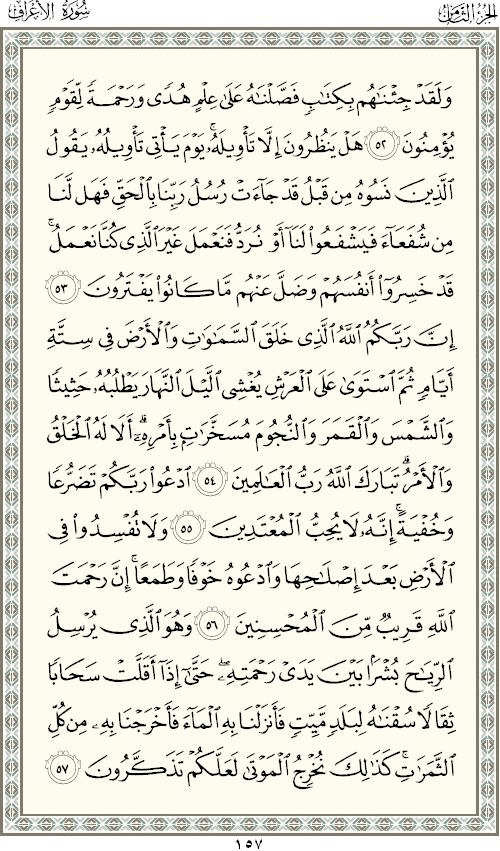 الجزء الثامن
سورة الأعراف
وَلَقَدْ جِئْنَٰهُم بِكِتَٰبٍ فَصَّلْنَٰهُ عَلَىٰ عِلْمٍ هُدًى وَرَحْمَةً لِّقَوْمٍ
يُؤْمِنُونَ ٥٢ هَلْ يَنظُرُونَ إِلَّا تَأْوِيلَهُۥ ۚ يَوْمَ يَأْتِى تَأْوِيلُهُۥ يَقُولُ
ٱلَّذِينَ نَسُوهُ مِن قَبْلُ قَدْ جَآءَتْ رُسُلُ رَبِّنَا بِٱلْحَقِّ فَهَل لَّنَا
مِن شُفَعَآءَ فَيَشْفَعُوا۟ لَنَآ أَوْ نُرَدُّ فَنَعْمَلَ غَيْرَ ٱلَّذِى كُنَّا نَعْمَلُ ۚ
قَدْ خَسِرُوٓا۟ أَنفُسَهُمْ وَضَلَّ عَنْهُم مَّا كَانُوا۟ يَفْتَرُونَ ٥٣
إِنَّ رَبَّكُمُ ٱللَّهُ ٱلَّذِى خَلَقَ ٱلسَّمَٰوَٰتِ وَٱلْأَرْضَ فِى سِتَّةِ
أَيَّامٍ ثُمَّ ٱسْتَوَىٰ عَلَى ٱلْعَرْشِ يُغْشِى ٱلَّيْلَ ٱلنَّهَارَ يَطْلُبُهُۥ حَثِيثًا
وَٱلشَّمْسَ وَٱلْقَمَرَ وَٱلنُّجُومَ مُسَخَّرَٰتٍۭ بِأَمْرِهِۦٓ ۗ أَلَا لَهُ ٱلْخَلْقُ
وَٱلْأَمْرُ ۗ تَبَارَكَ ٱللَّهُ رَبُّ ٱلْعَٰلَمِينَ ٥٤ ٱدْعُوا۟ رَبَّكُمْ تَضَرُّعًا
وَخُفْيَةً ۚ إِنَّهُۥ لَا يُحِبُّ ٱلْمُعْتَدِينَ ٥٥ وَلَا تُفْسِدُوا۟ فِى
ٱلْأَرْضِ بَعْدَ إِصْلَٰحِهَا وَٱدْعُوهُ خَوْفًا وَطَمَعًا ۚ إِنَّ رَحْمَتَ
ٱللَّهِ قَرِيبٌ مِّنَ ٱلْمُحْسِنِينَ ٥٦ وَهُوَ ٱلَّذِى يُرْسِلُ
ٱلرِّيَٰحَ بُشْرًۢا بَيْنَ يَدَىْ رَحْمَتِهِۦ ۖ حَتَّىٰٓ إِذَآ أَقَلَّتْ سَحَابًا
ثِقَالًا سُقْنَٰهُ لِبَلَدٍ مَّيِّتٍ فَأَنزَلْنَا بِهِ ٱلْمَآءَ فَأَخْرَجْنَا بِهِۦ مِن كُلِّ
ٱلثَّمَرَٰتِ ۚ كَذَٰلِكَ نُخْرِجُ ٱلْمَوْتَىٰ لَعَلَّكُمْ تَذَكَّرُونَ ٥٧
١٥٧